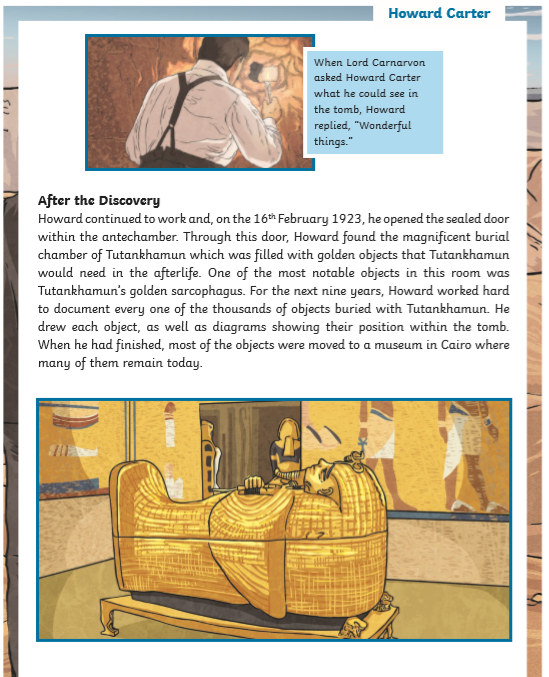 Howard Carter
When Lord Carnarvon
asked Howard Carter
what he could see in
the tomb, Howard
replied, “Wonderful
things.”
After the Discovery
Howard continued to work and, on the 16th February 1923, he opened the sealed door
within the antechamber. Through this door, Howard found the magnificent burial
chamber of Tutankhamun which was filled with golden objects that Tutankhamun
would need in the afterlife. One of the most notable objects in this room was
Tutankhamun’s golden sarcophagus. For the next nine years, Howard worked hard
to document every one of the thousands of objects buried with Tutankhamun. He
drew each object, as well as diagrams showing their position within the tomb.
When he had finished, most of the objects were moved to a museum in Cairo where
many of them remain today.